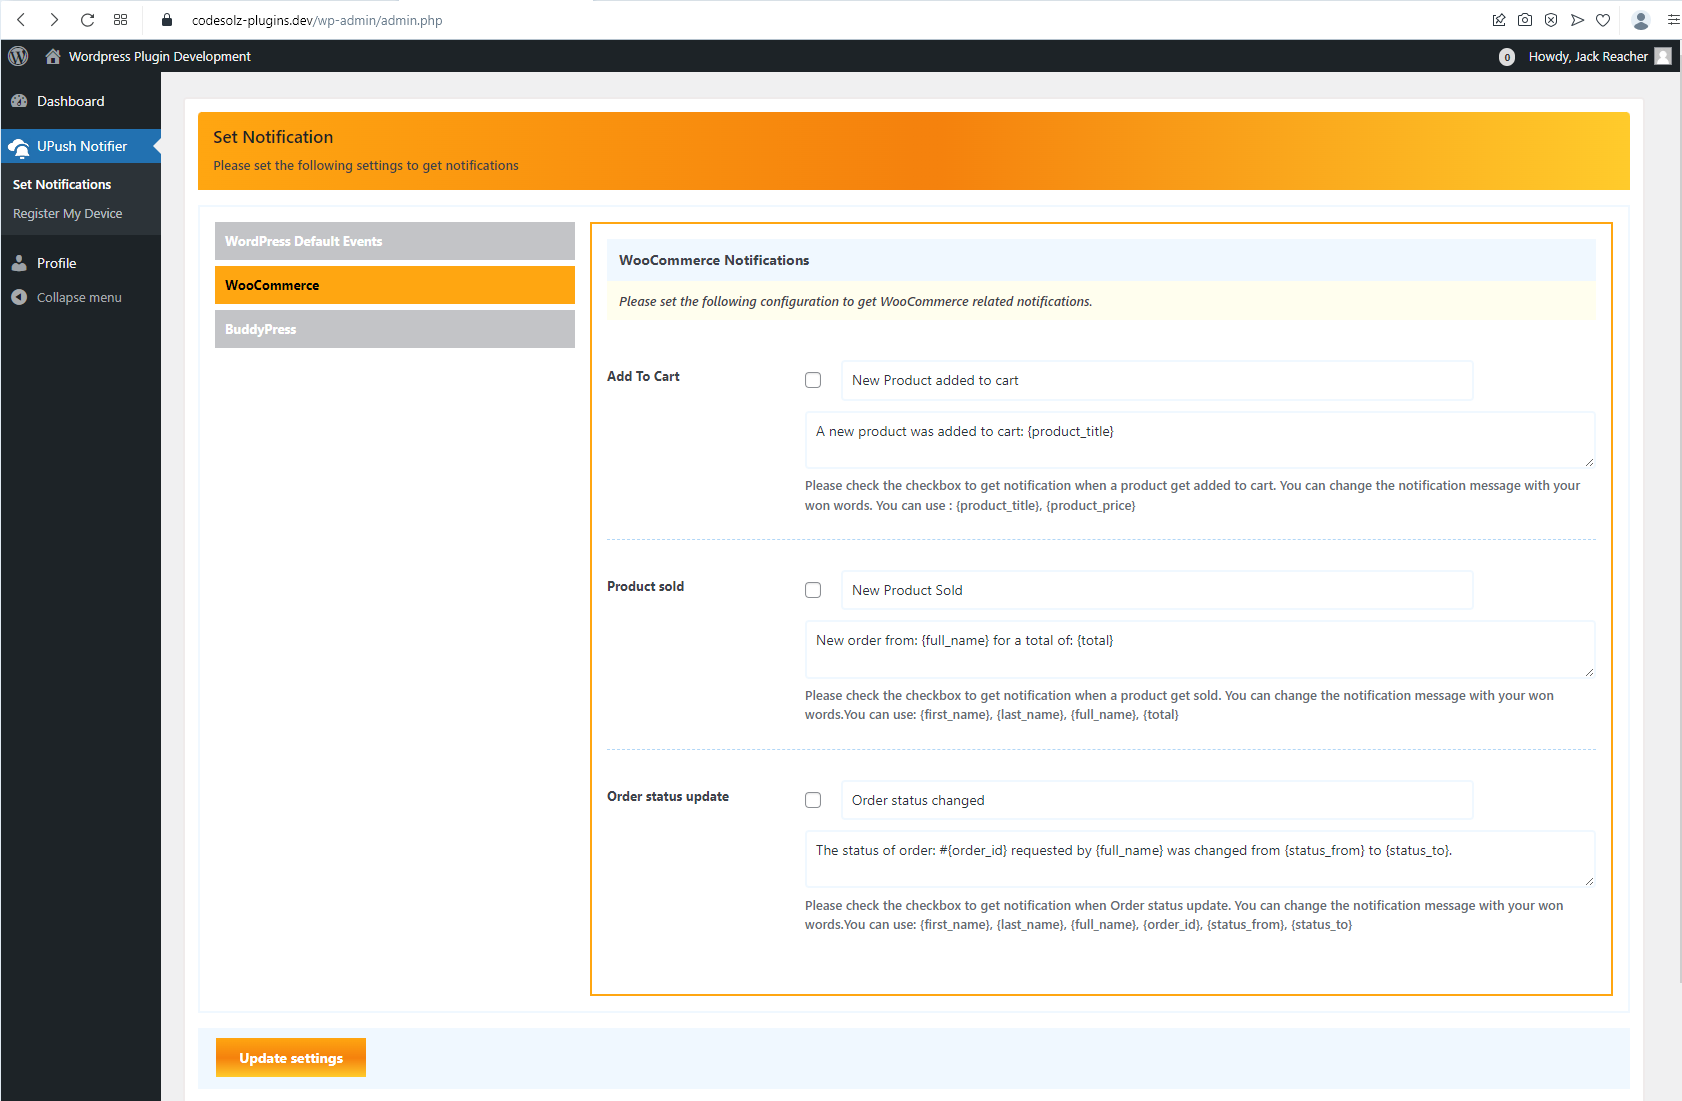 codesolz-plugins.dev/wp-admin/admin.php
Wordpress Plugin Development
0
Howdy, Jack Reacher
Dashboard
UPush Notifier
Set Notifications
Register My Device
Profile
Collapse menu
Set Notification
Please set the following settings to get notifications
WordPress Default Events
WooCommerce
BuddyPress
WooCommerce Notifications
Please set the following configuration to get WooCommerce related notifications.
Add To Cart
New Product added to cart
A new product was added to cart: {product_title}
Please check the checkbox to get notification when a product get added to cart. You can change the notification message with your
won words. You can use : {product_title}, {product_price}
Product sold
New Product Sold
New order from: {full_name} for a total of: {total}
Please check the checkbox to get notification when a product get sold. You can change the notification message with your won
words.You can use: {first_name}, {last_name}, {full_name}, {total}
Order status update
Order status changed
The status of order: #{order_id} requested by {full_name} was changed from {status_from} to {status_to}.
Please check the checkbox to get notification when Order status update. You can change the notification message with your won
words.You can use: {first_name}, {last_name}, {full_name}, {order_id}, {status_from}, {status_to}
Update settings